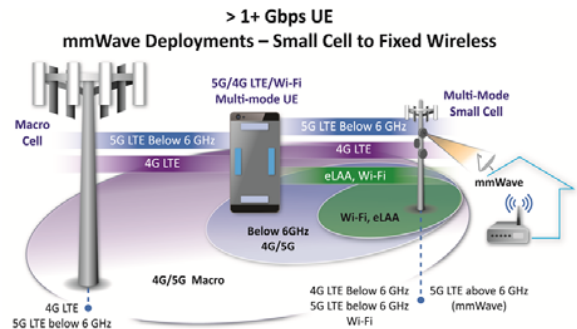 > 1+ Gbps UE
mmWave Deployments – Small Cell to Fixed Wireless
5G/4G LTE/Wi-Fi
Multi-mode UE
Multi-Mode
Small Cell
Macro
Cell
5G LTE Below 6 GHz
5G LTE Below 6 GHz
4G LTE
4G LTE
eLAA, Wi-Fi
mmWave
Wi-Fi, eLAA
Below 6GHz
4G/5G
4G/5G Macro
4G LTE
5G LTE below 6 GHz
4G LTE Below 6 GHz
5G LTE below 6 GHz
Wi-Fi
5G LTE above 6 GHz
(mmWave)